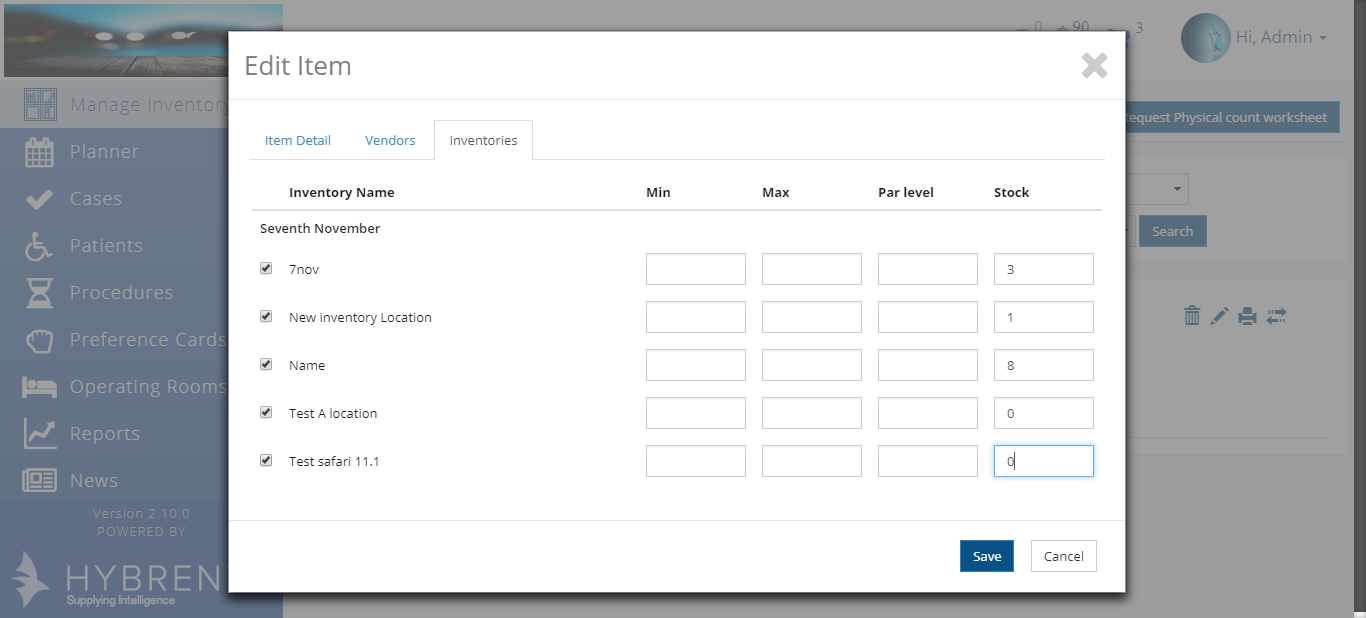 0 90 3
Hi, Admin
Edit Item
Manage Inventory
Request Physical count worksheet
Planner
Item Detail Vendors Inventories
Inventory Name Min Max Par level Stock
Cases
Seventh November
Search
Patients
7nov 3
Procedures
New inventory Location 1
Preference Cards
Name 8
Operating Rooms
Test A location 0
Reports
Test safari 11.1 0
News
Version 2.10.0
POWERED BY
Save Cancel
HYBREN
Supplying Intelligence